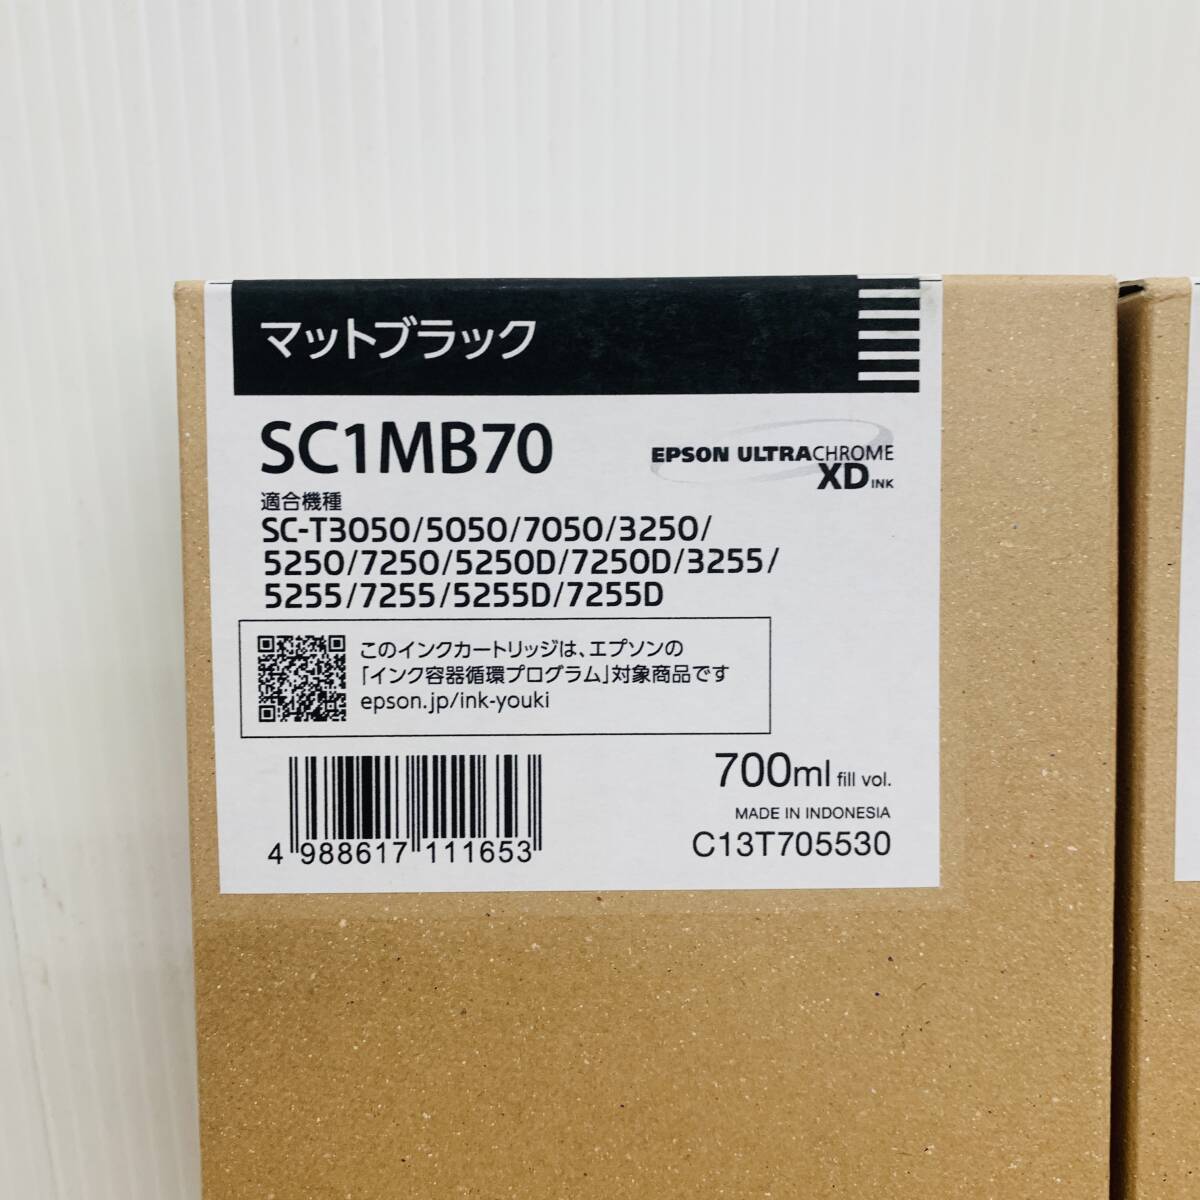 マットブラック
SC1MB70
EPSON ULTRACHROME
XD INK
適合機種
SC-T3050/5050/7050/3250/
5250/7250/5250D/7250D/3255/
5255/7255/5255D/7255D
このインクカートリッジは、エプソンの
「インク容器循環プログラム」対象商品です
epson.jp/ink-youki
700ml fill vol.
MADE IN INDONESIA
C13T705530
4 988617 111653